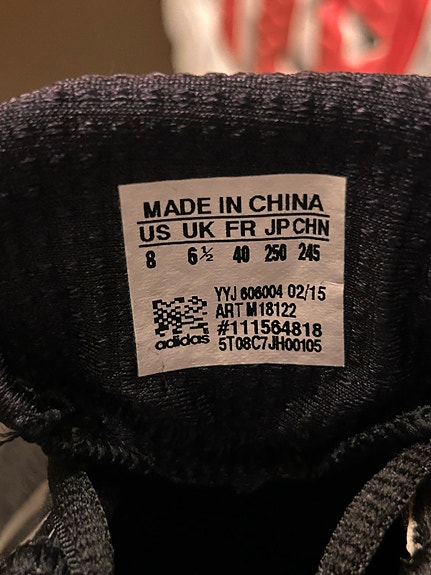 MADE IN CHINA
US UK FR JP CHN
8 6½ 40 250 245
YYJ 606004 02/15
ART M18122
#111564818
adidas 5T08C7JH00105